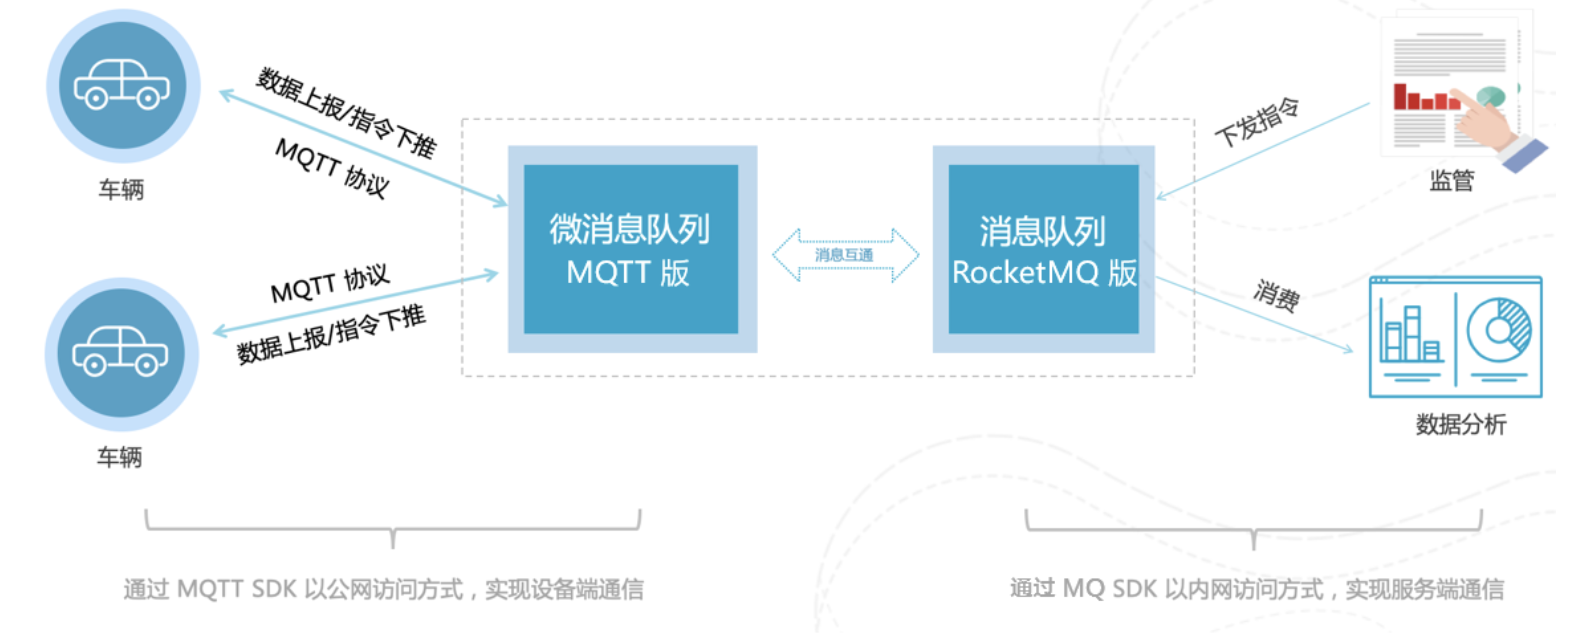 数据上报/指令下推
MQTT 协议
车辆
MQTT 协议
数据上报/指令下推
车辆
微消息队列
MQTT 版
消息互通
消息队列
RocketMQ 版
下发指令
监管
消费
数据分析
通过 MQTT SDK 以公网访问方式，实现设备端通信
通过 MQ SDK 以内网访问方式，实现服务端通信